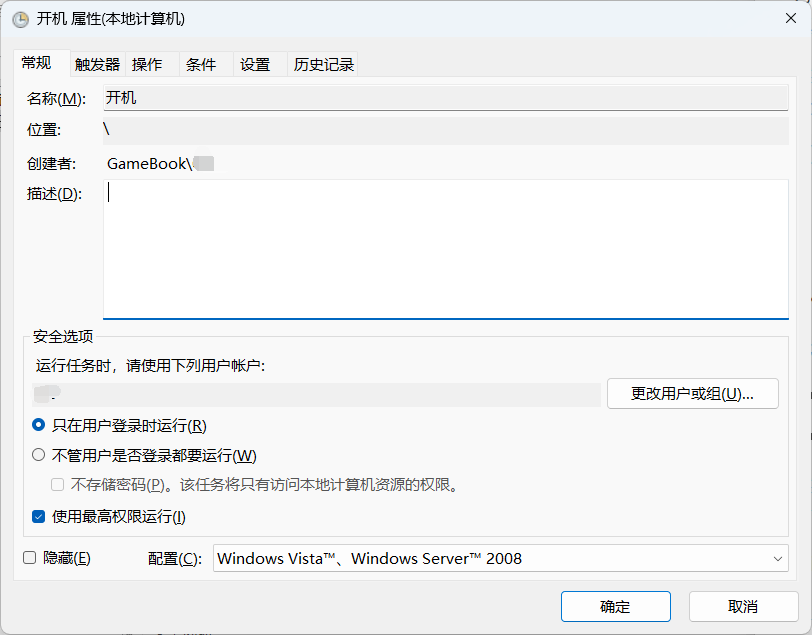 开机 属性(本地计算机)
常规 触发器 操作 条件 设置 历史记录
名称(M): 开机
位置: \
创建者: GameBook\
描述(D):
安全选项
运行任务时，请使用下列用户帐户:
更改用户或组(U)...
只在用户登录时运行(R)
不管用户是否登录都要运行(W)
不存储密码(P)。该任务将只有访问本地计算机资源的权限。
使用最高权限运行(I)
隐藏(E) 配置(C): Windows Vista™、Windows Server™ 2008
确定 取消